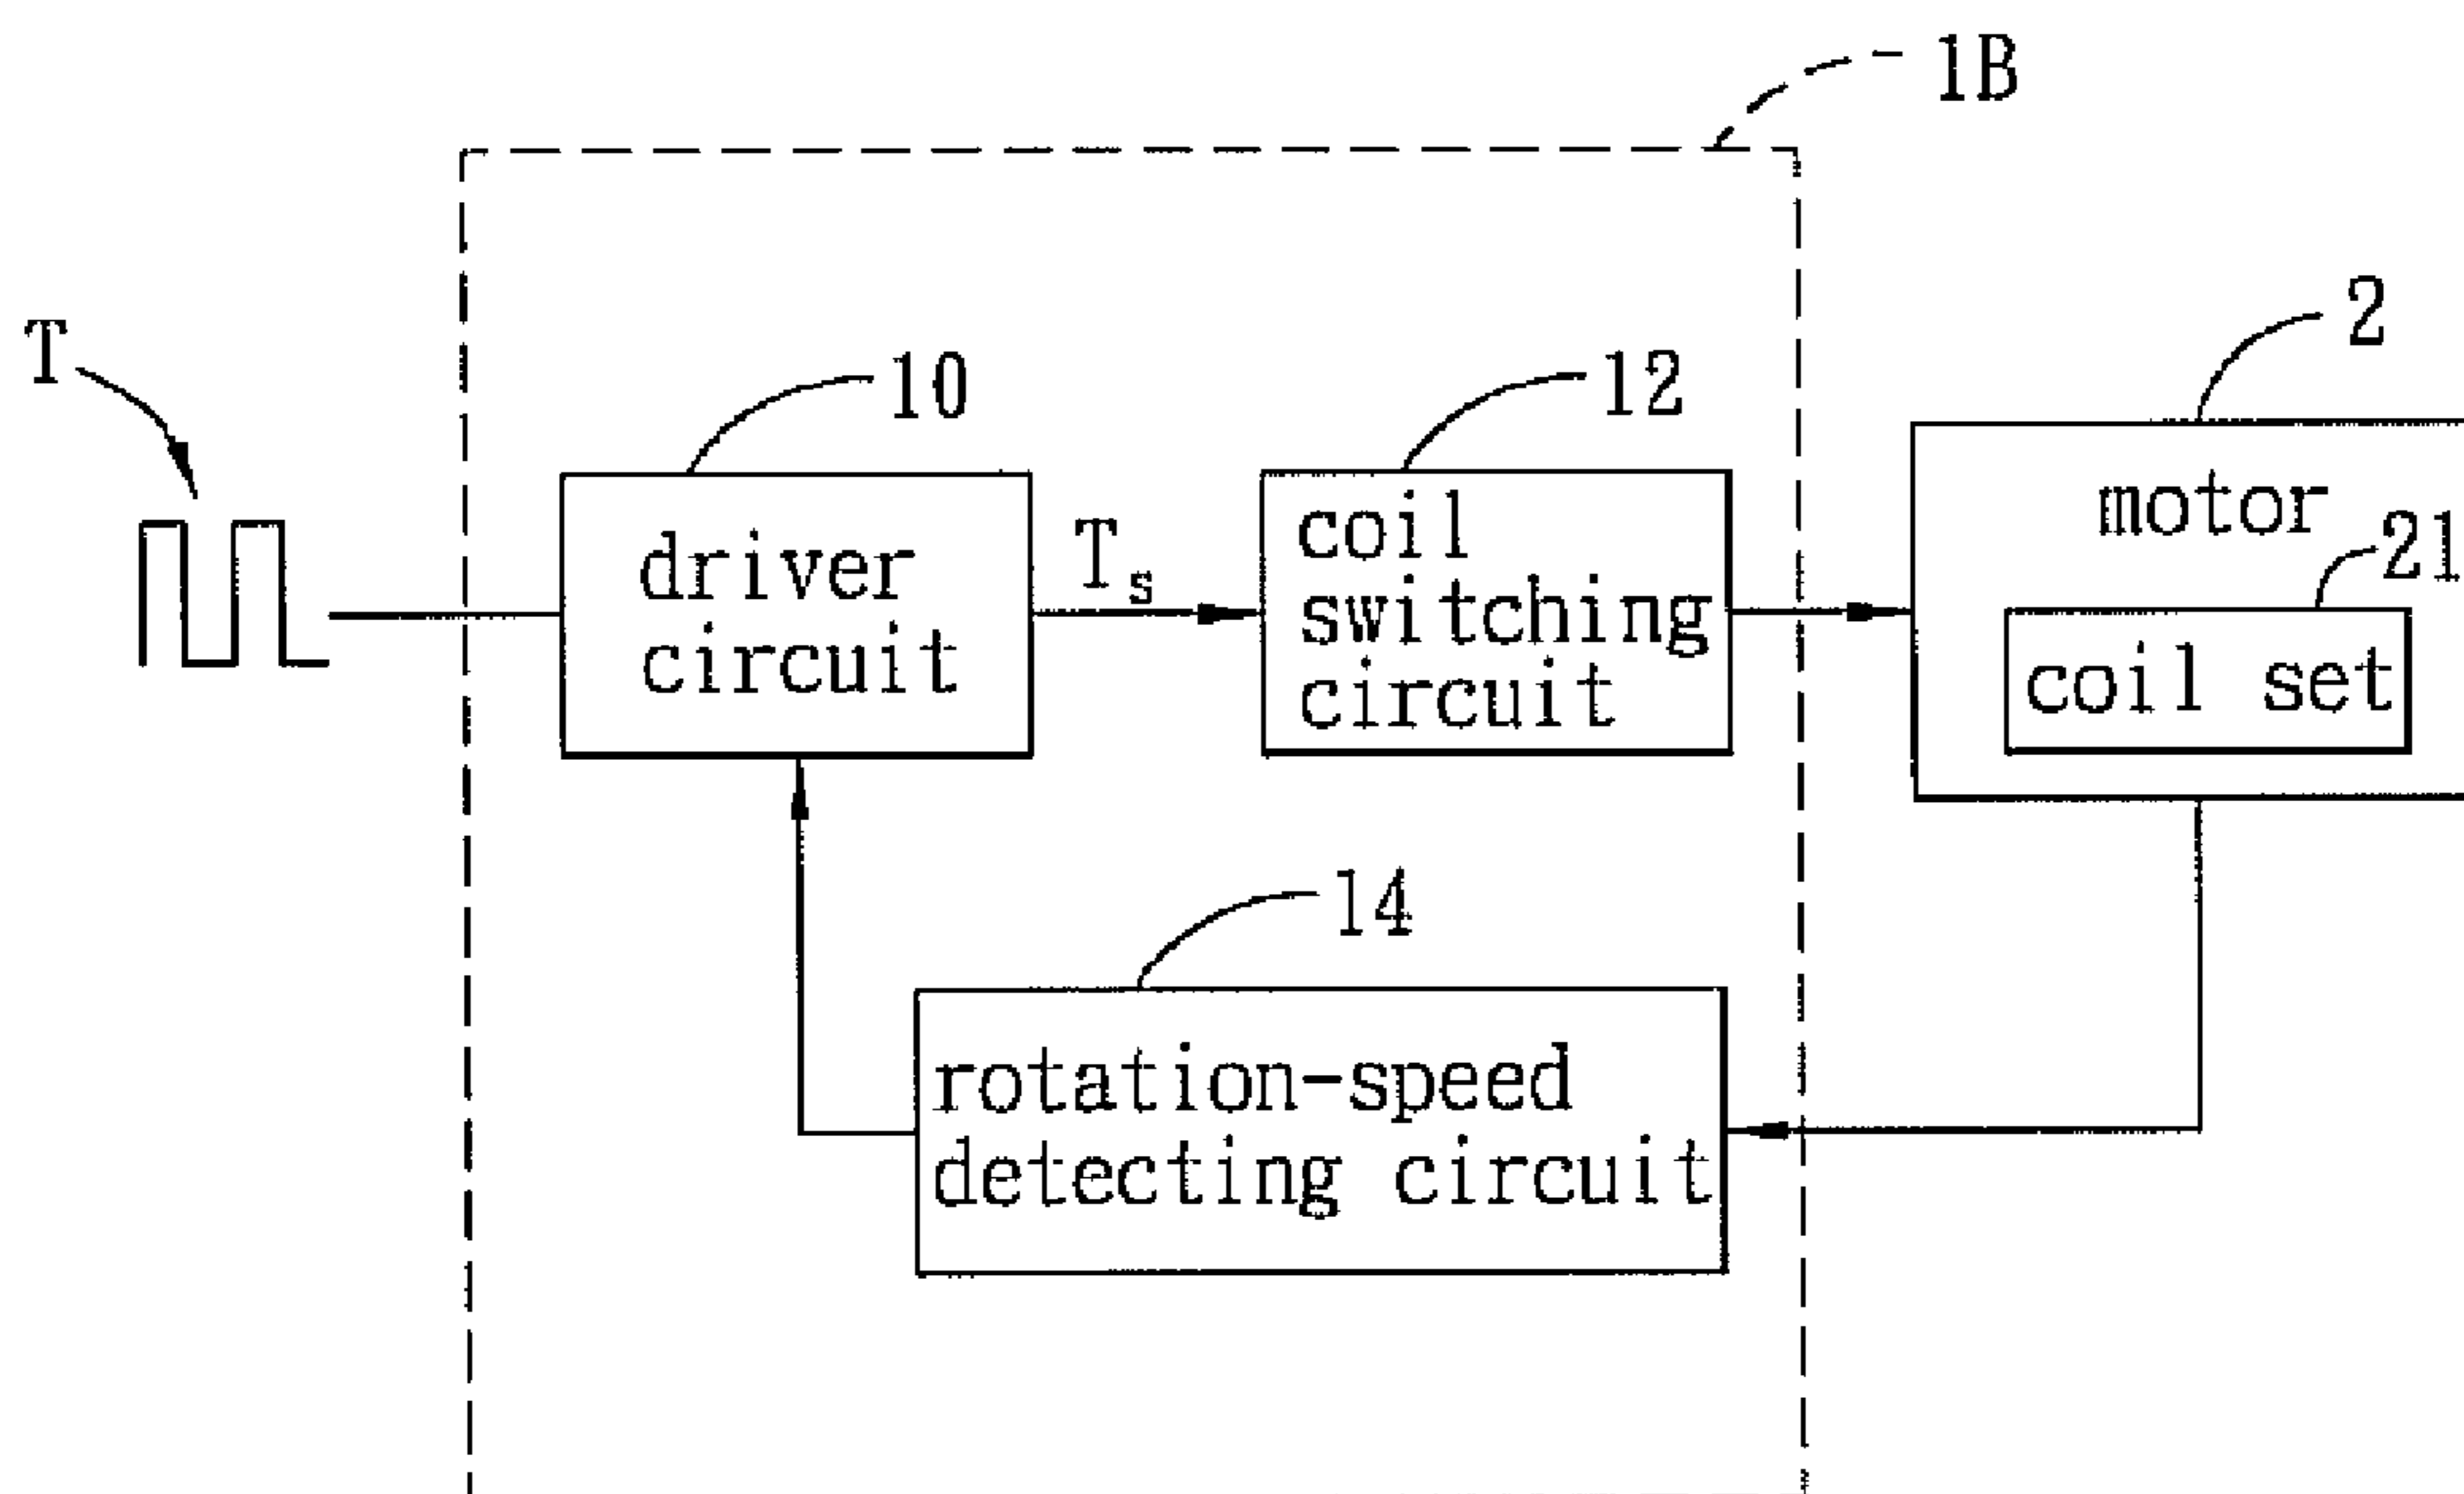 1B
T
10
12
2
driver
circuit
Ts
coil
switching
circuit
motor
21
coil set
14
rotation-speed
detecting circuit